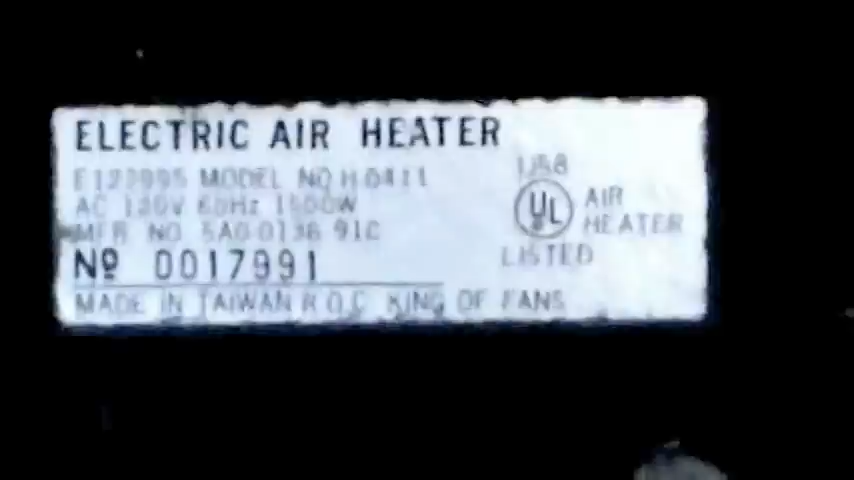 ELECTRIC AIR HEATER
MODEL NO H 0411
AC 120V 60Hz 1500W
MFR NO 5A0 0136 91C
Nº 0017991
MADE IN TAIWAN R.O.C. KING OF FANS
1J58
UL
AIR HEATER
LISTED